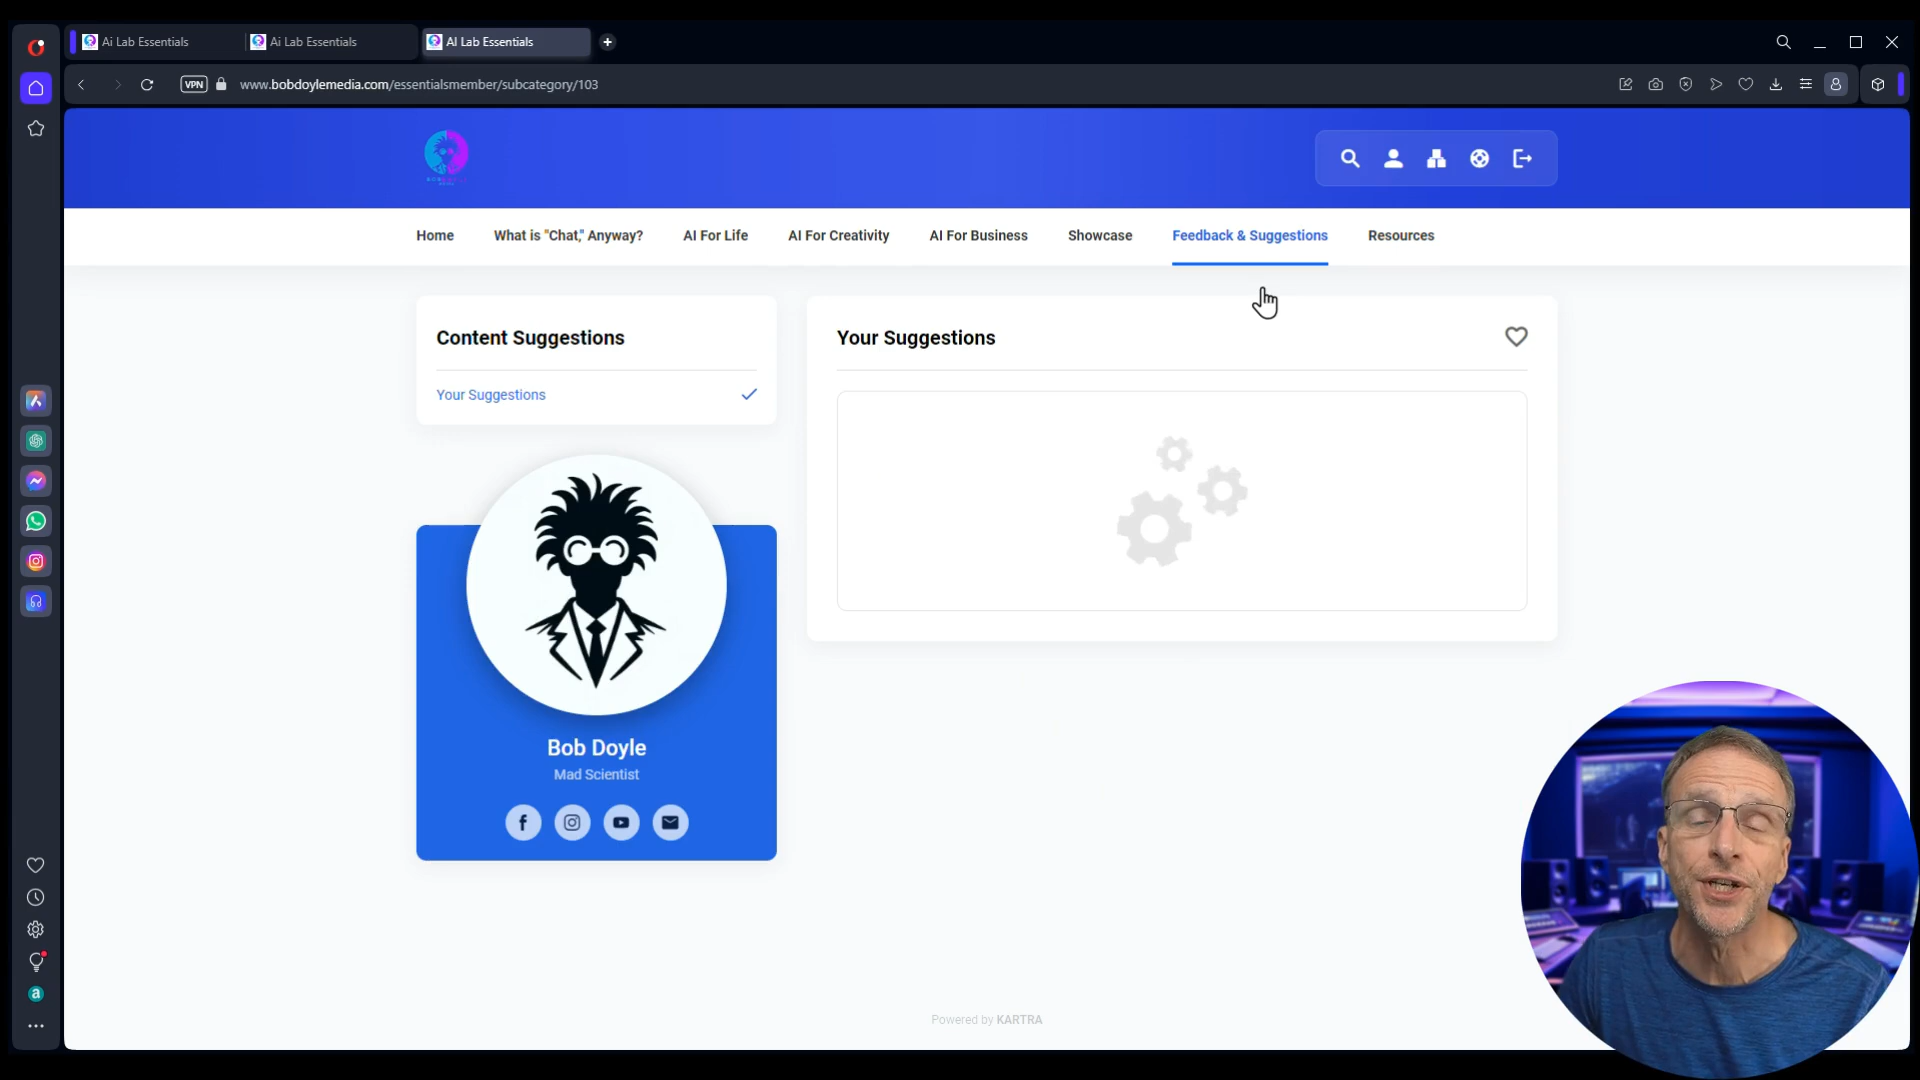 Ai Lab Essentials
Ai Lab Essentials
AI Lab Essentials
VPN
www.bobdoylemedia.com/essentialsmember/subcategory/103
Home
What is "Chat," Anyway?
AI For Life
AI For Creativity
AI For Business
Showcase
Feedback & Suggestions
Resources
Content Suggestions
Your Suggestions
Your Suggestions
Bob Doyle
Mad Scientist
Powered by KARTRA